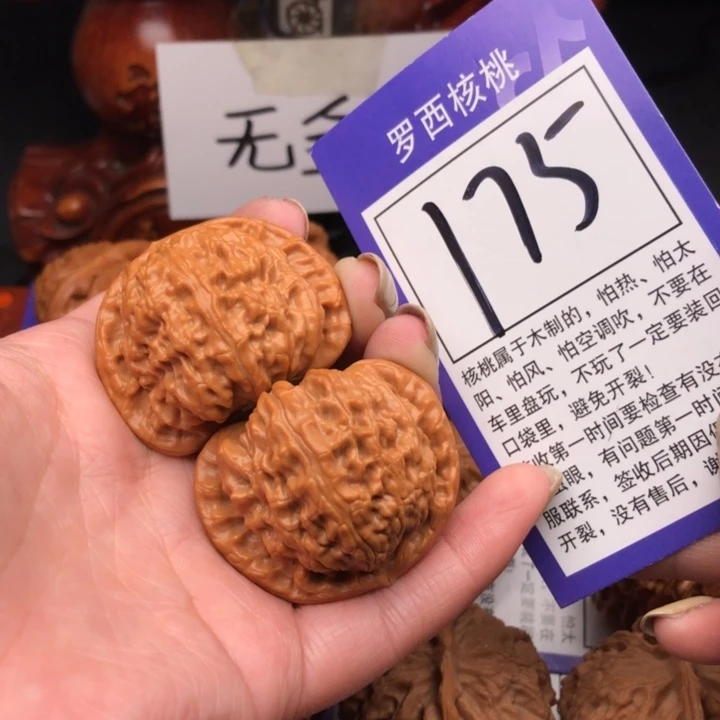 无
罗西核桃
175
核桃属于木制的，怕热、怕太
阳、怕风、怕空调吹，不要在
车里盘玩，不玩了一定要装回
口袋里，避免开裂！
收第一时间要检查有没
眼，有问题第一时间
服联系，签收后期因
开裂，没有售后，谢